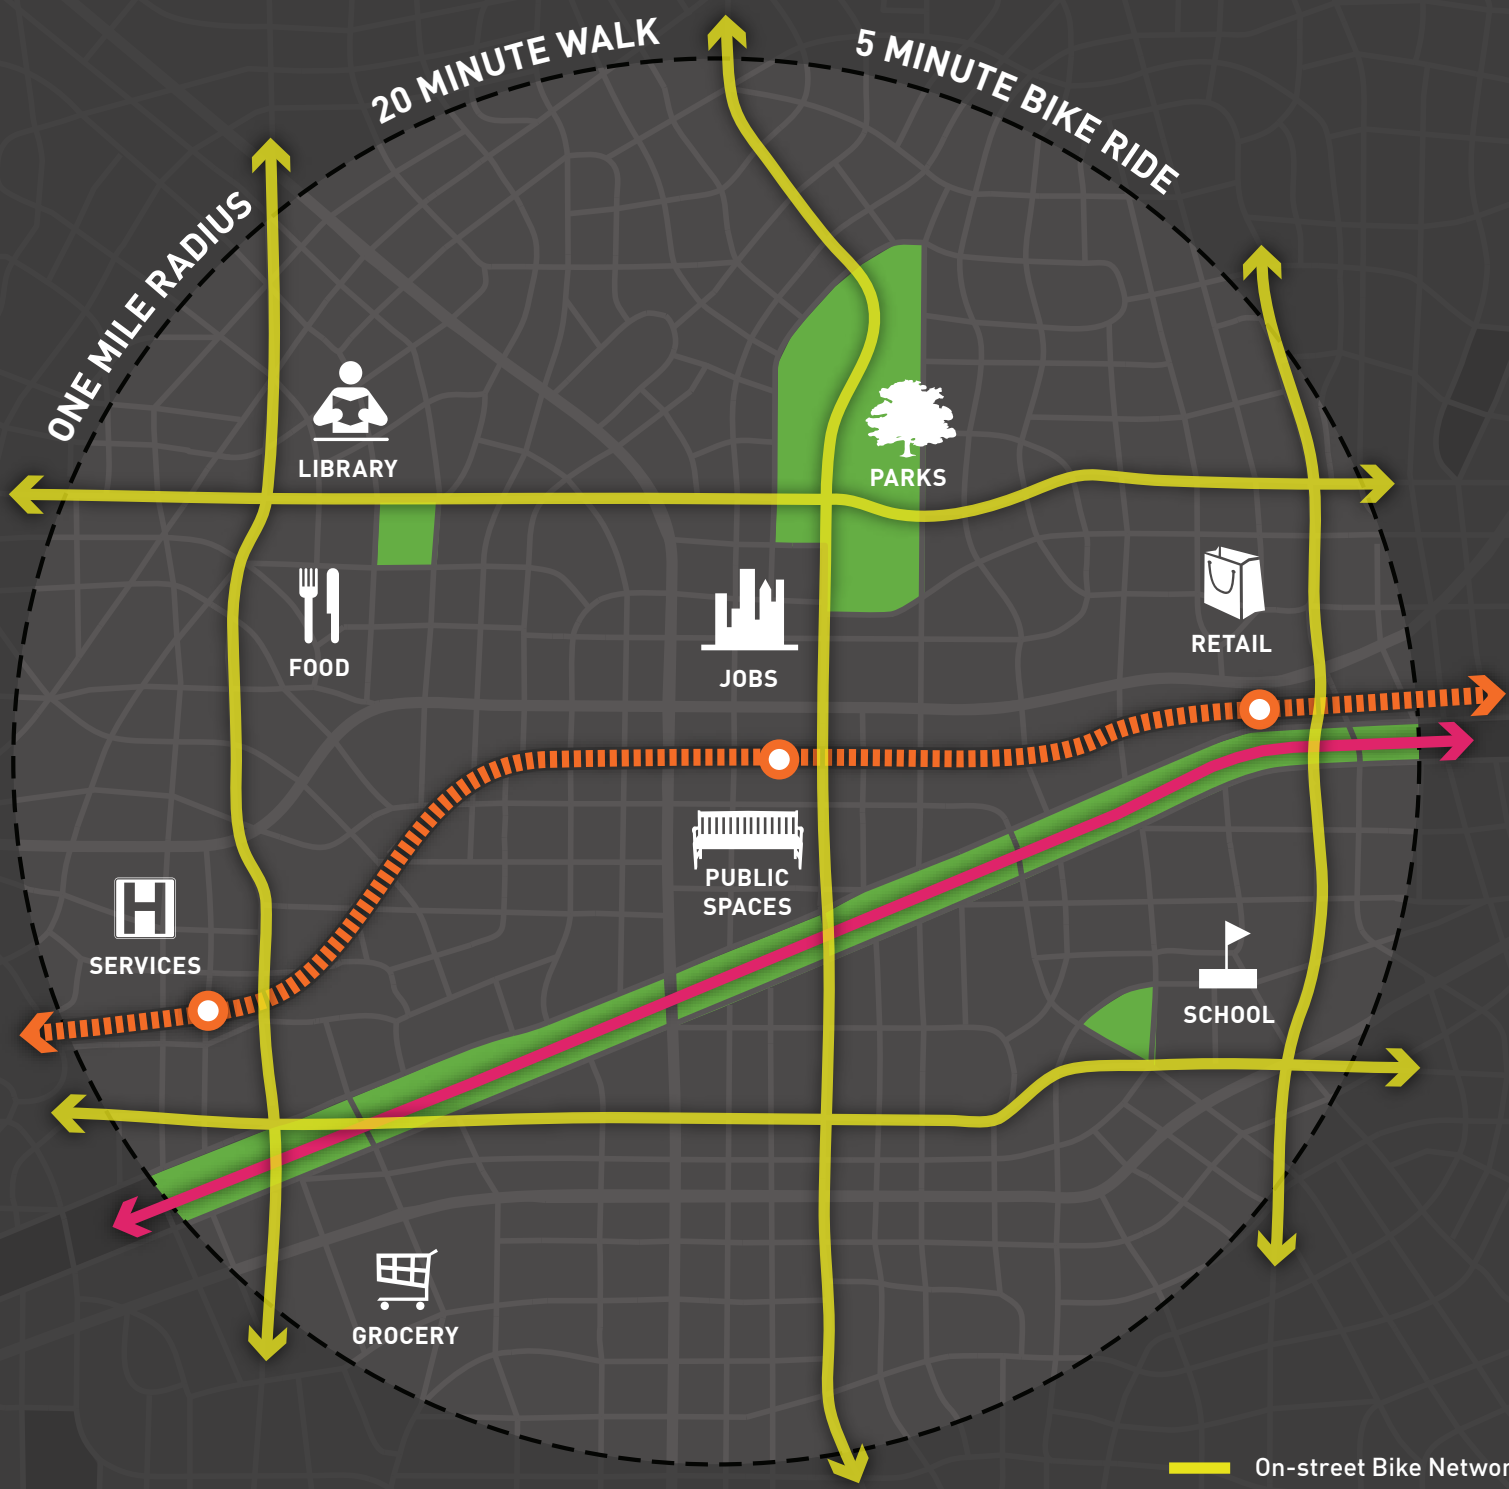 20 MINUTE WALK
5 MINUTE BIKE RIDE
ONE MILE RADIUS
LIBRARY
PARKS
FOOD
JOBS
RETAIL
PUBLIC
SPACES
SERVICES
SCHOOL
GROCERY
On-street Bike Networ